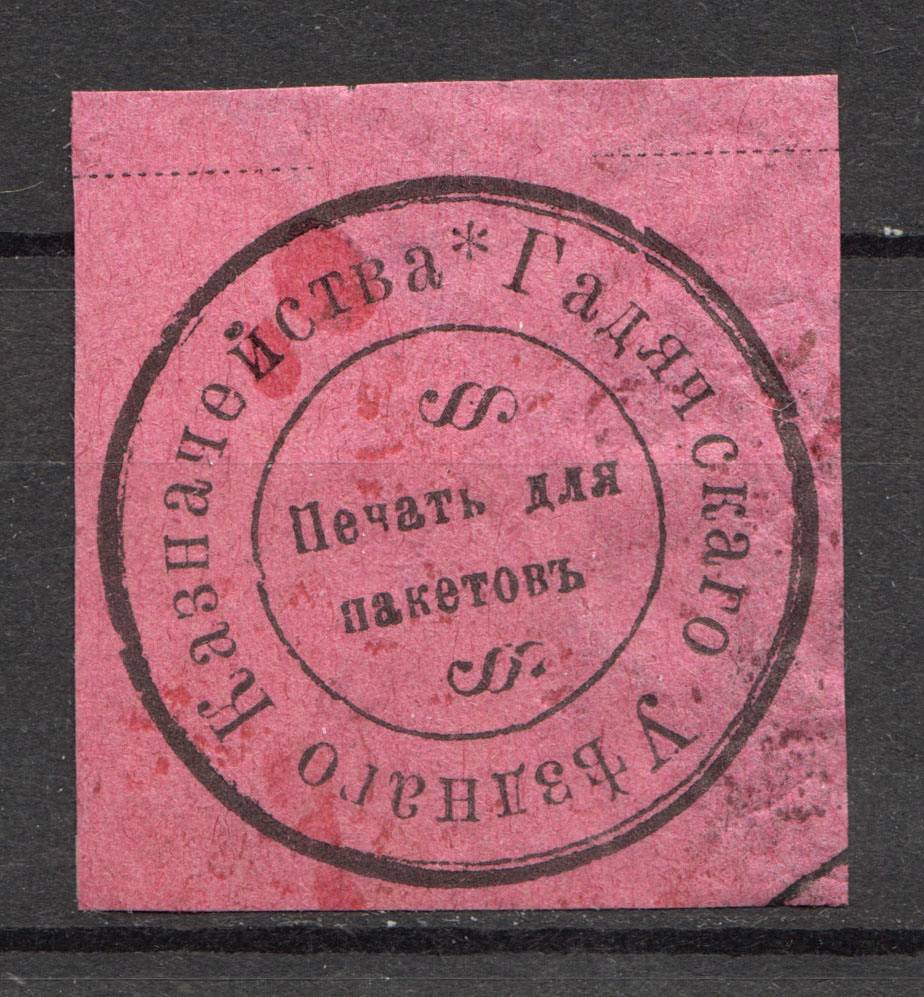 * Гадячскаго Уѣзднаго Казначейства
Печать для
пакетовъ